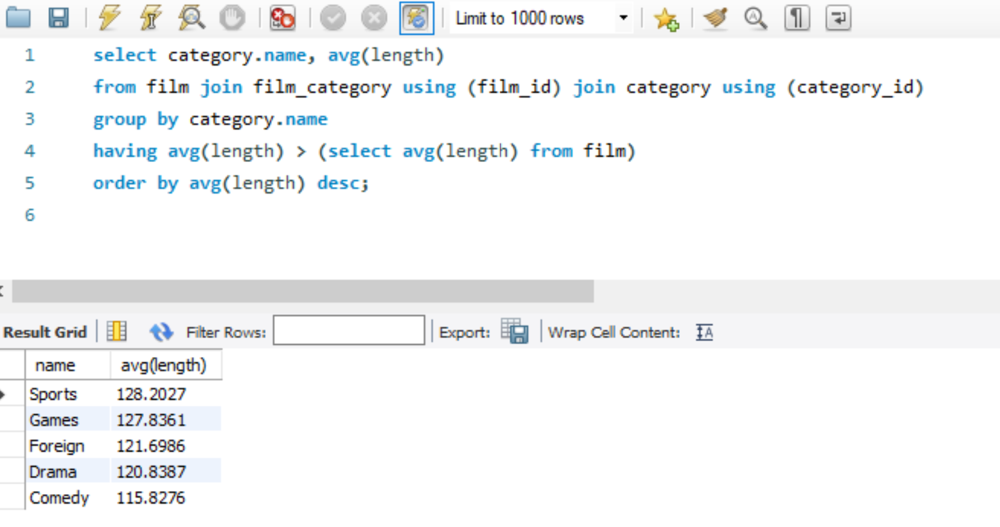 Limit to 1000 rows
1 select category.name, avg(length)
2 from film join film_category using (film_id) join category using (category_id)
3 group by category.name
4 having avg(length) > (select avg(length) from film)
5 order by avg(length) desc;
6
Result Grid Filter Rows: Export: Wrap Cell Content: IA
name avg(length)
Sports 128.2027
Games 127.8361
Foreign 121.6986
Drama 120.8387
Comedy 115.8276